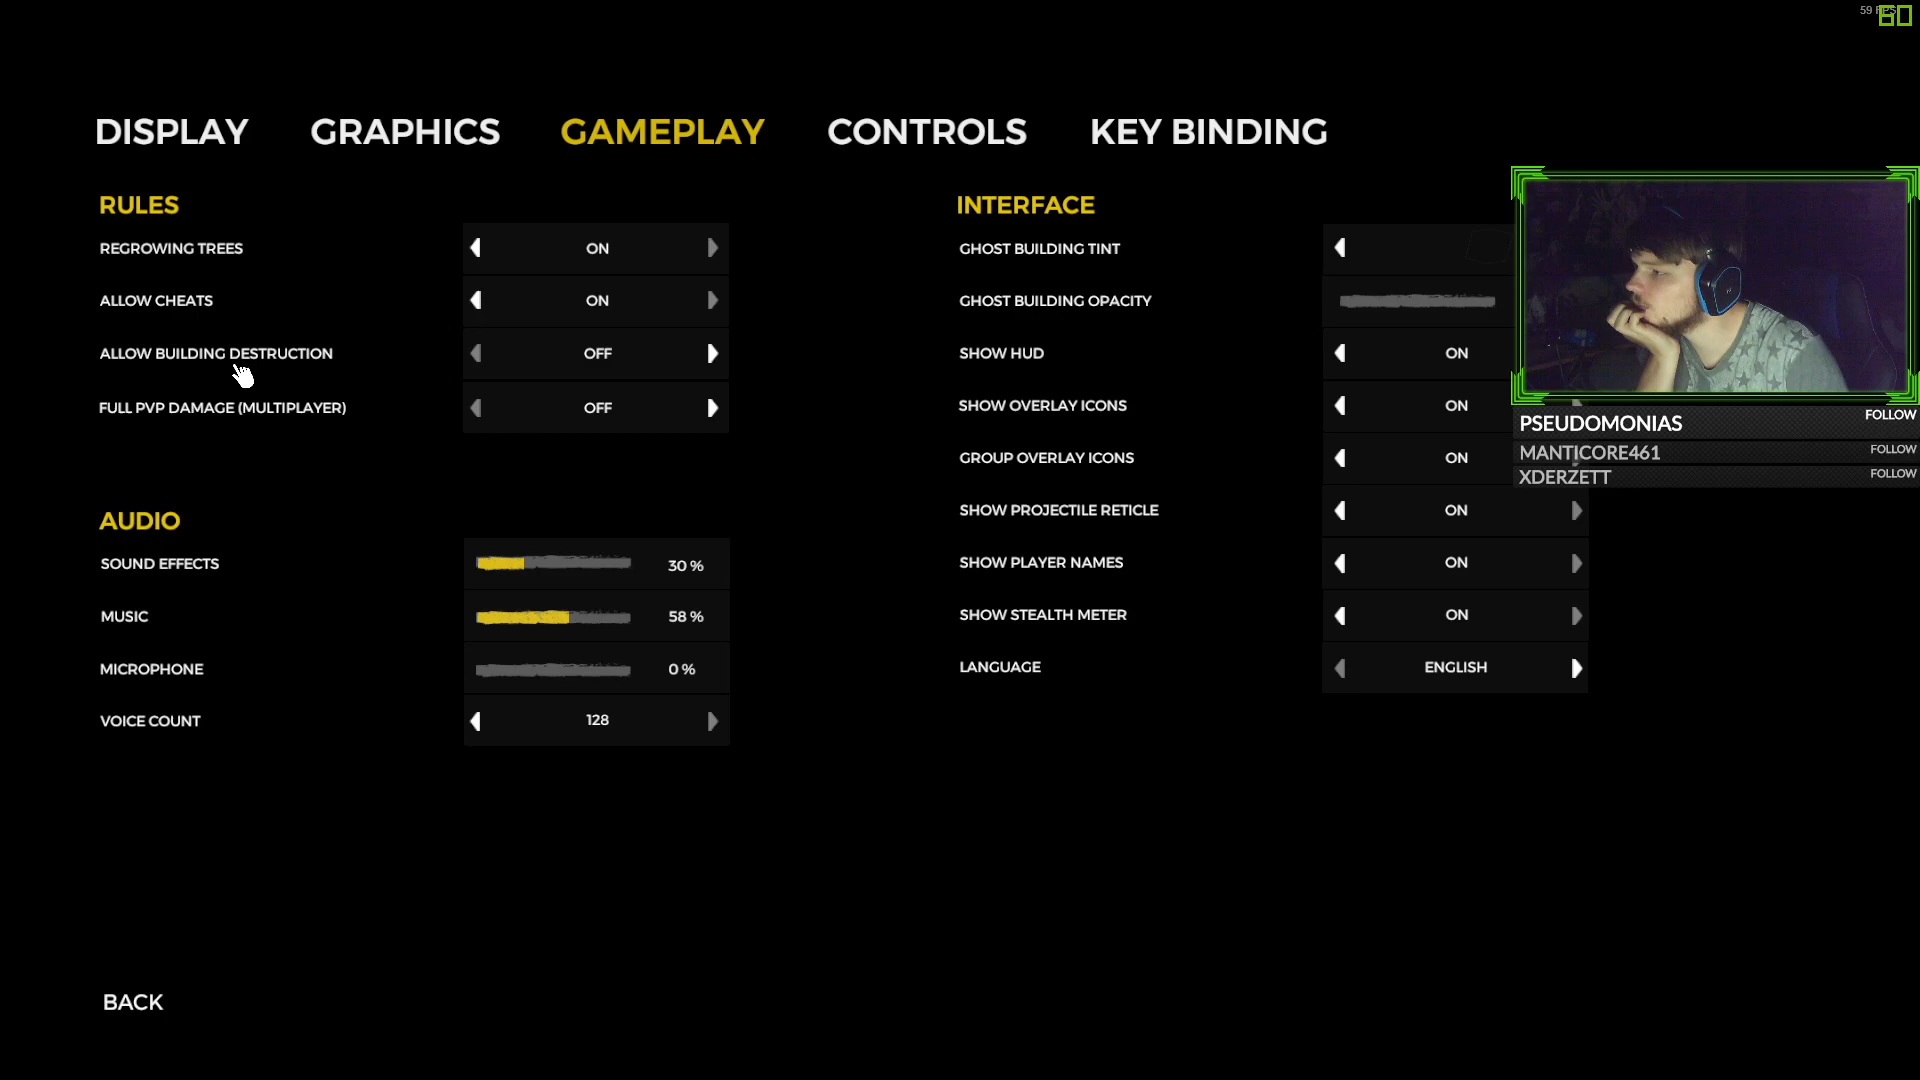 59 FPS
60
DISPLAY GRAPHICS GAMEPLAY CONTROLS KEY BINDING
RULES
REGROWING TREES ON
ALLOW CHEATS ON
ALLOW BUILDING DESTRUCTION OFF
FULL PVP DAMAGE (MULTIPLAYER) OFF
AUDIO
SOUND EFFECTS 30 %
MUSIC 58 %
MICROPHONE 0 %
VOICE COUNT 128
INTERFACE
GHOST BUILDING TINT
GHOST BUILDING OPACITY
SHOW HUD ON
SHOW OVERLAY ICONS ON
GROUP OVERLAY ICONS ON
SHOW PROJECTILE RETICLE ON
SHOW PLAYER NAMES ON
SHOW STEALTH METER ON
LANGUAGE ENGLISH
PSEUDOMONIAS FOLLOW
MANTICORE461 FOLLOW
XDERZETT FOLLOW
BACK